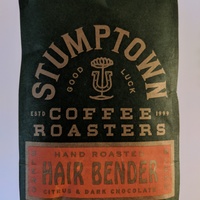 STUMPTOWN
GOOD LUCK
ESTD 1999
COFFEE
ROASTERS
HAND ROASTED
HAIR BENDER
CITRUS & DARK CHOCOLATE